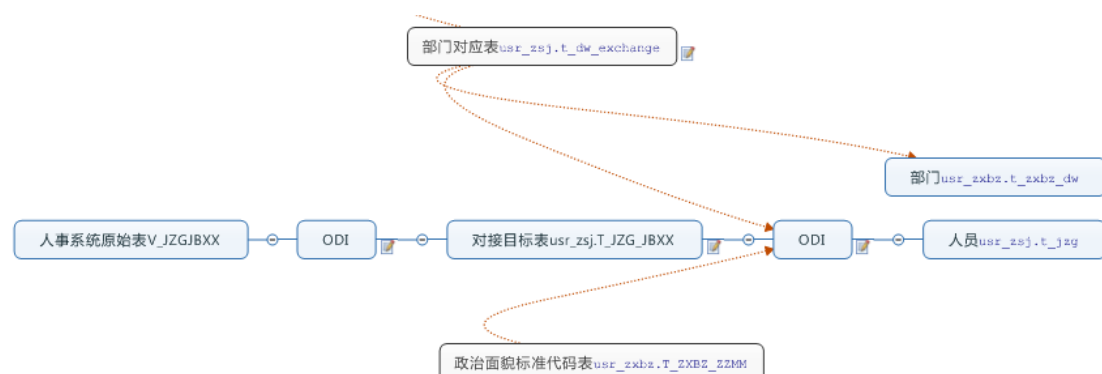 部门对应表usr_zsj.t_dw_exchange
部门usr_zxbz.t_zxbz_dw
人事系统原始表V_JZGJBXX
ODI
对接目标表usr_zsj.T_JZG_JBXX
ODI
人员usr_zsj.t_jzg
政治面貌标准代码表usr_zxbz.T_ZXBZ_ZZMM